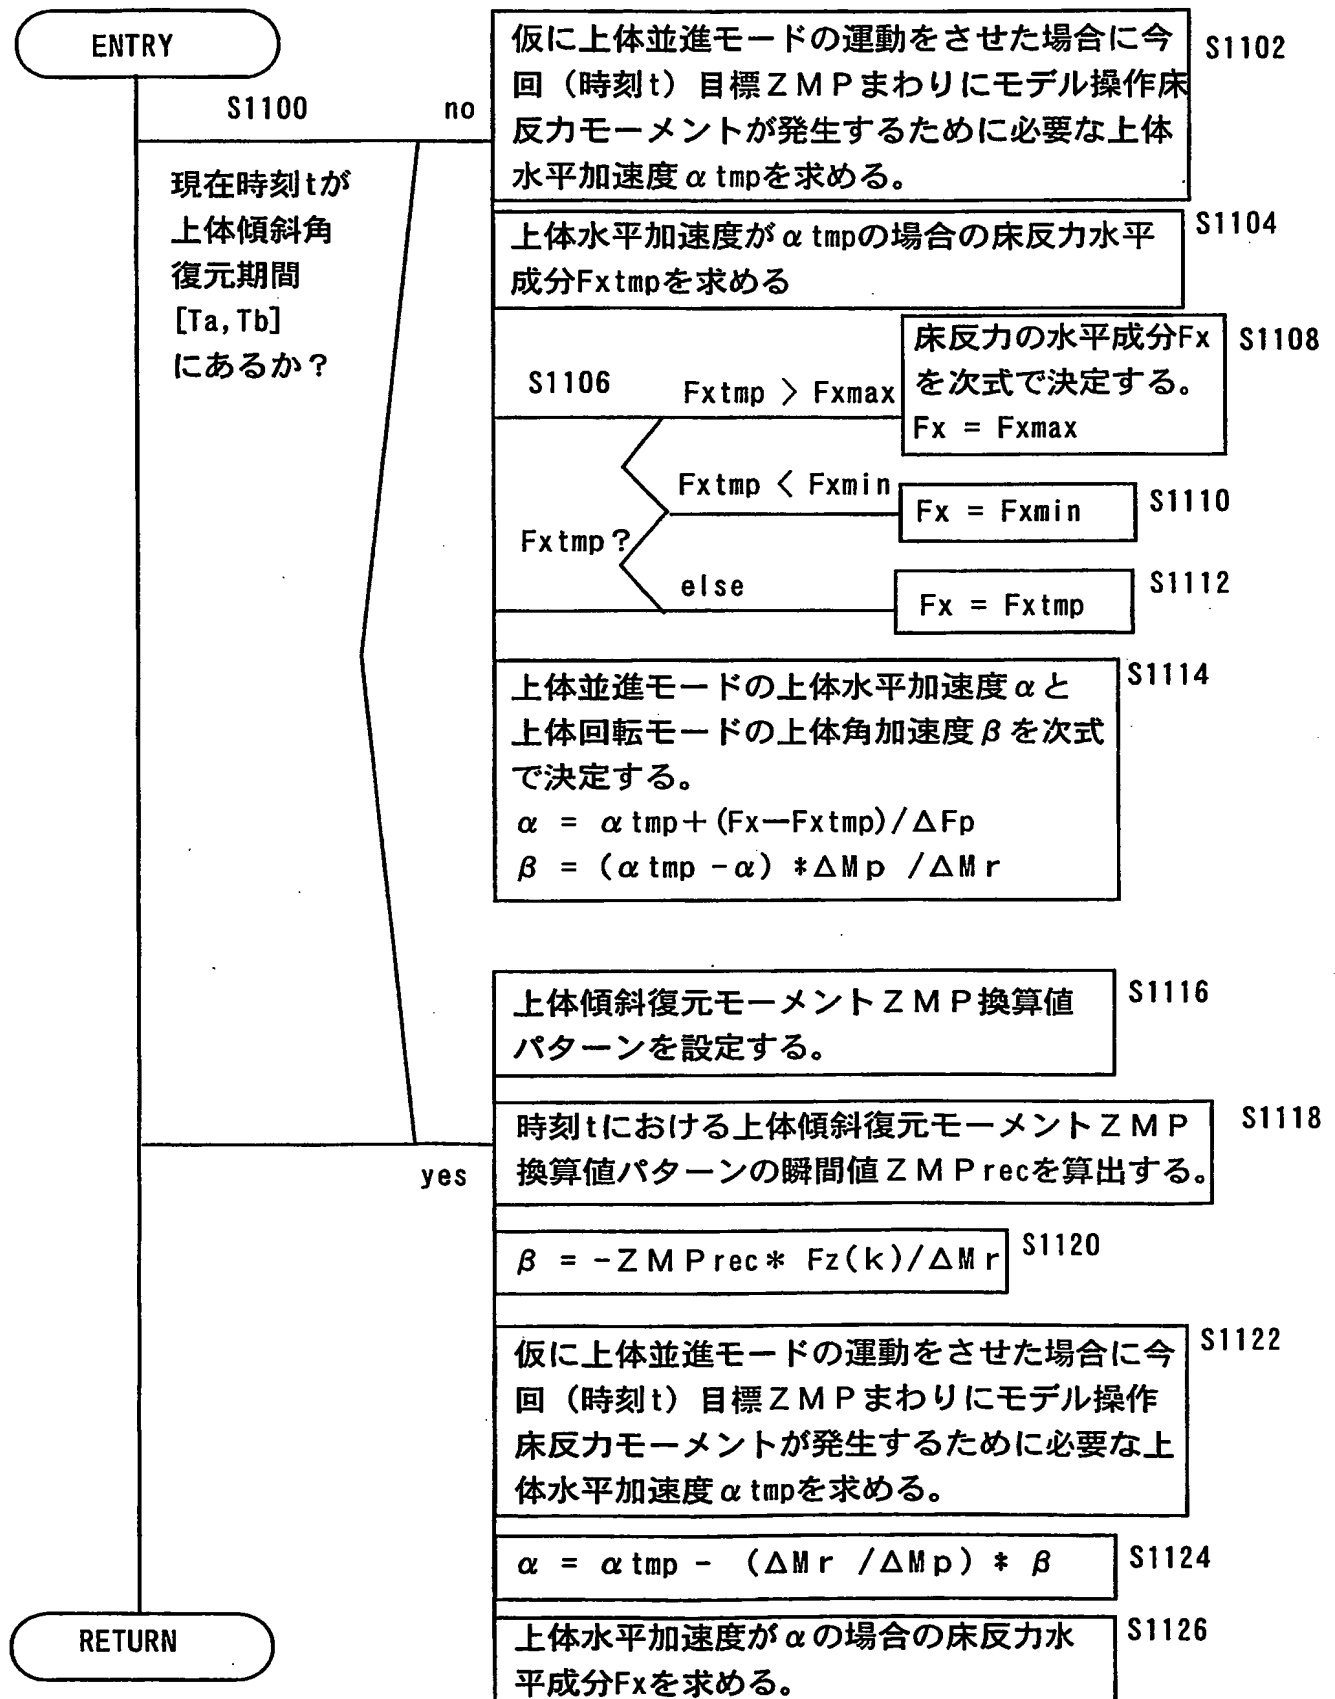 ENTRY
S1100
no
現在時刻tが
上体傾斜角
復元期間
[Ta,Tb]
にあるか？
仮に上体並進モードの運動をさせた場合に今
回（時刻t）目標ＺＭＰまわりにモデル操作床
反力モーメントが発生するために必要な上体
水平加速度αtmpを求める。
S1102
上体水平加速度がαtmpの場合の床反力水平
成分Fxtmpを求める
S1104
S1106
Fxtmp？
Fxtmp > Fxmax
床反力の水平成分Fx
を次式で決定する。
Fx = Fxmax
S1108
Fxtmp < Fxmin
Fx = Fxmin
S1110
else
Fx = Fxtmp
S1112
上体並進モードの上体水平加速度αと
上体回転モードの上体角加速度βを次式
で決定する。
α = αtmp＋(Fx－Fxtmp)/ΔFp
β = (αtmp -α) *ΔMp /ΔMr
S1114
yes
上体傾斜復元モーメントＺＭＰ換算値
パターンを設定する。
S1116
時刻tにおける上体傾斜復元モーメントＺＭＰ
換算値パターンの瞬間値ＺＭＰrecを算出する。
S1118
β = -ＺＭＰrec＊ Fz(k)/ΔMr
S1120
仮に上体並進モードの運動をさせた場合に今
回（時刻t）目標ＺＭＰまわりにモデル操作
床反力モーメントが発生するために必要な上
体水平加速度αtmpを求める。
S1122
α = αtmp - (ΔMr /ΔMp) * β
S1124
上体水平加速度がαの場合の床反力水
平成分Fxを求める。
S1126
RETURN